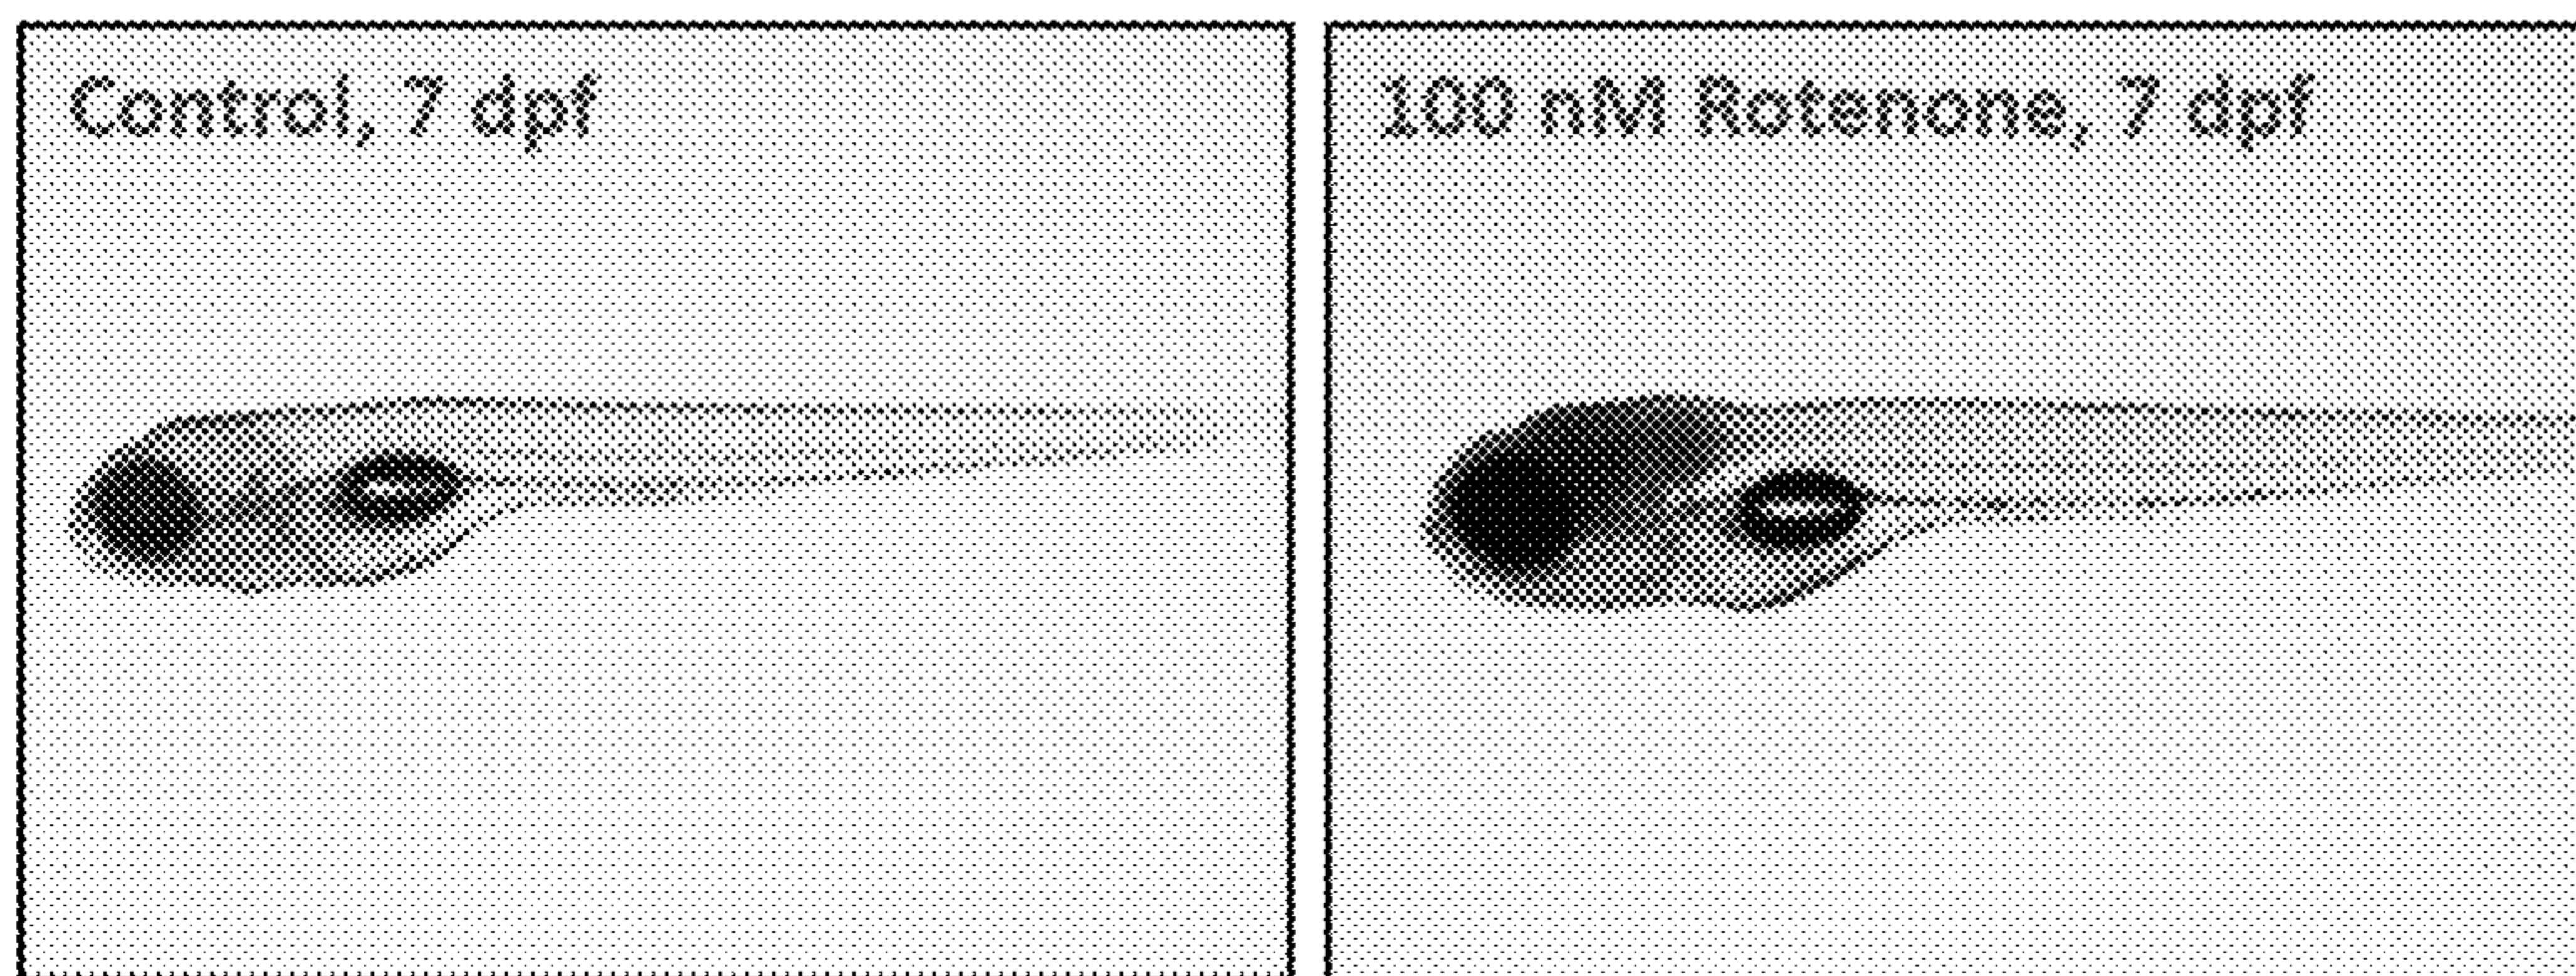 Control, 7 dpf
100 nM Rotenone, 7 dpf